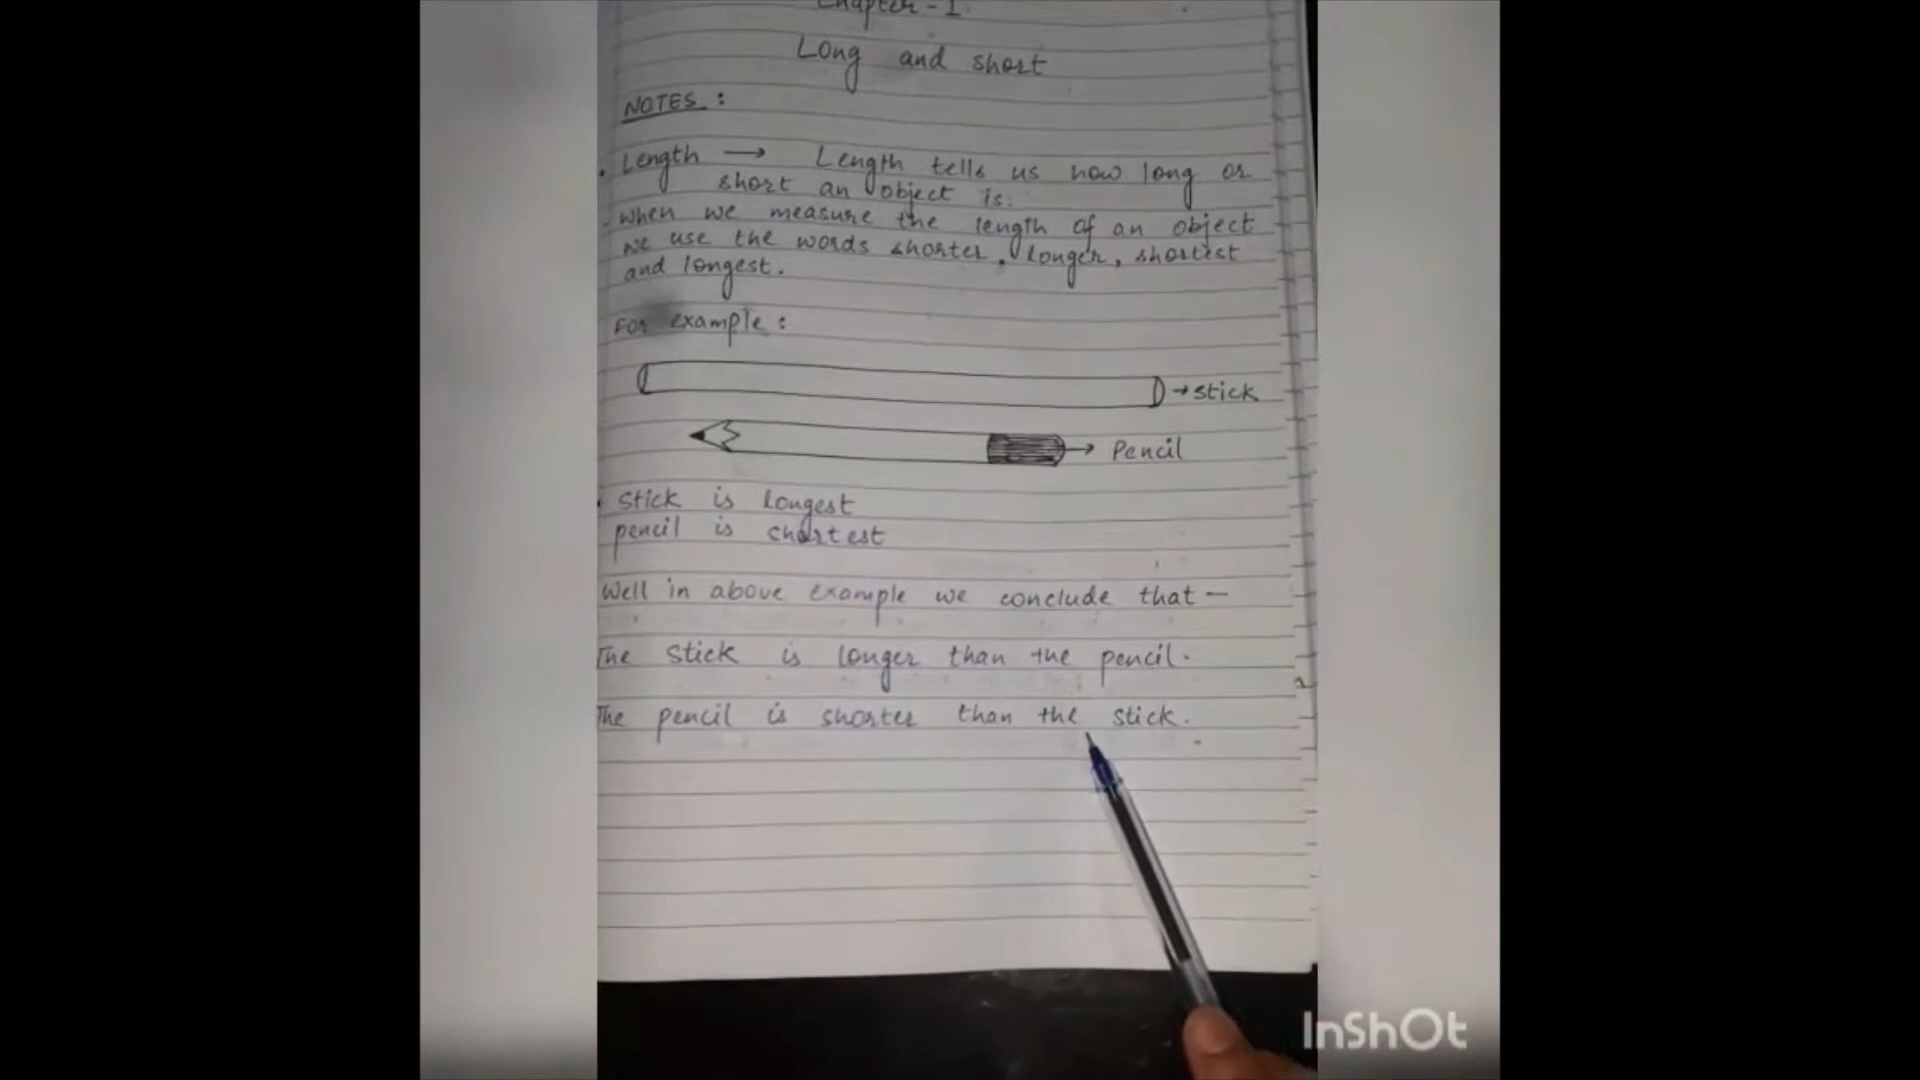 Chapter - 1
Long and short
NOTES :
. Length → Length tells us how long or
short an object is.
- when we measure the length of an object
we use the words shorter, longer, shortest
and longest.
For example :
→ stick
→ Pencil
. stick is longest
pencil is shortest
Well in above example we conclude that —
The stick is longer than the pencil.
The pencil is shorter than the stick.
InShOt